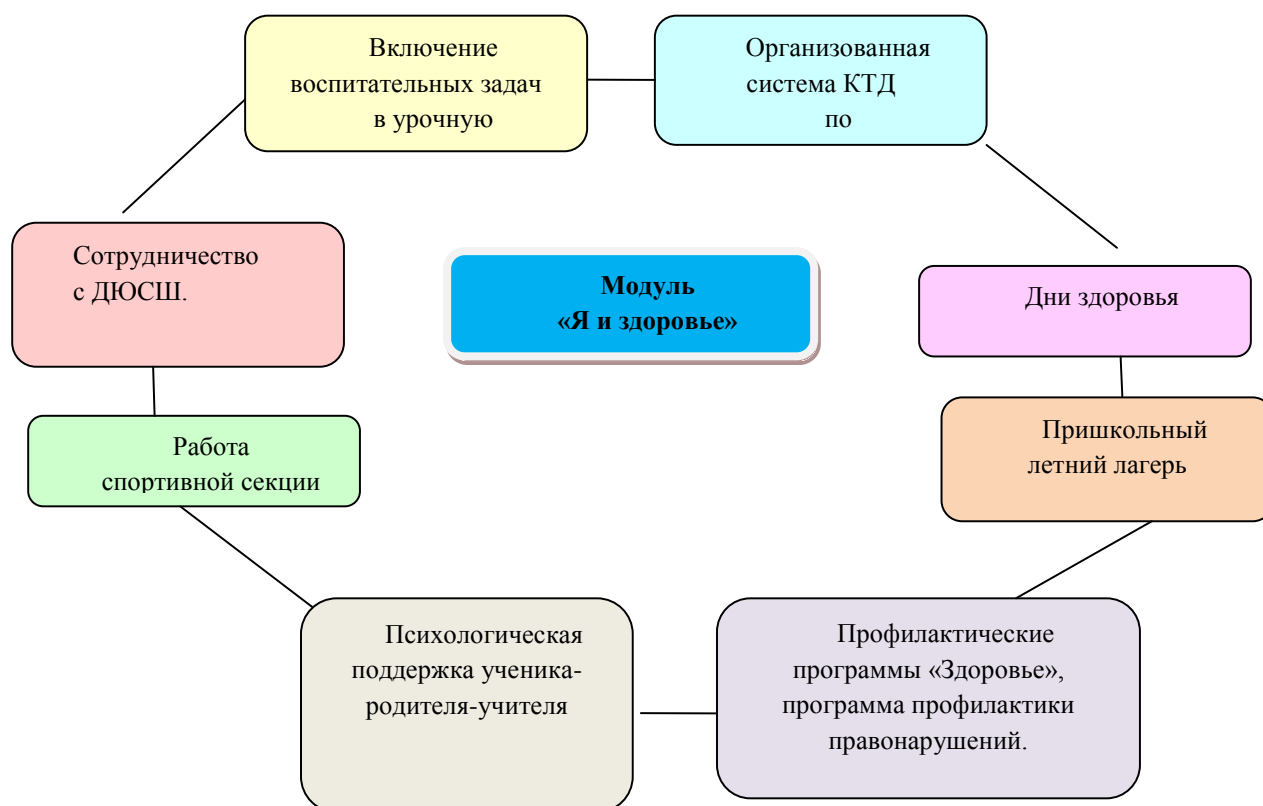 Включение
воспитательных задач
в урочную
Организованная
система КТД
по
Сотрудничество
с ДЮСШ.
Модуль
«Я и здоровье»
Дни здоровья
Работа
спортивной секции
Пришкольный
летний лагерь
Психологическая
поддержка ученика-
родителя-учителя
Профилактические
программы «Здоровье»,
программа профилактики
правонарушений.